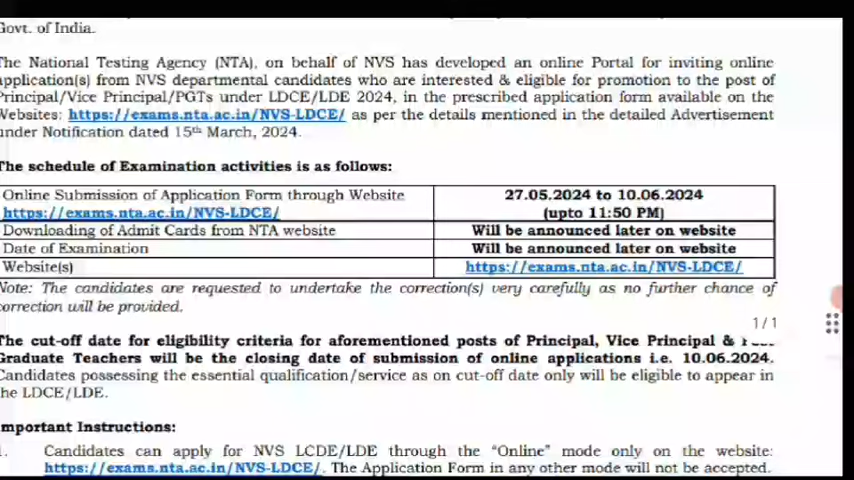 Govt. of India.
The National Testing Agency (NTA), on behalf of NVS has developed an online Portal for inviting online
application(s) from NVS departmental candidates who are interested & eligible for promotion to the post of
Principal/Vice Principal/PGTs under LDCE/LDE 2024, in the prescribed application form available on the
Websites: https://exams.nta.ac.in/NVS-LDCE/ as per the details mentioned in the detailed Advertisement
under Notification dated 15th March, 2024.
The schedule of Examination activities is as follows:
Online Submission of Application Form through Website 27.05.2024 to 10.06.2024
https://exams.nta.ac.in/NVS-LDCE/ (upto 11:50 PM)
Downloading of Admit Cards from NTA website Will be announced later on website
Date of Examination Will be announced later on website
Website(s) https://exams.nta.ac.in/NVS-LDCE/
Note: The candidates are requested to undertake the correction(s) very carefully as no further chance of
correction will be provided.
1/1
The cut-off date for eligibility criteria for aforementioned posts of Principal, Vice Principal &
Graduate Teachers will be the closing date of submission of online applications i.e. 10.06.2024.
Candidates possessing the essential qualification/service as on cut-off date only will be eligible to appear in
the LDCE/LDE.
Important Instructions:
1. Candidates can apply for NVS LCDE/LDE through the “Online” mode only on the website:
https://exams.nta.ac.in/NVS-LDCE/. The Application Form in any other mode will not be accepted.